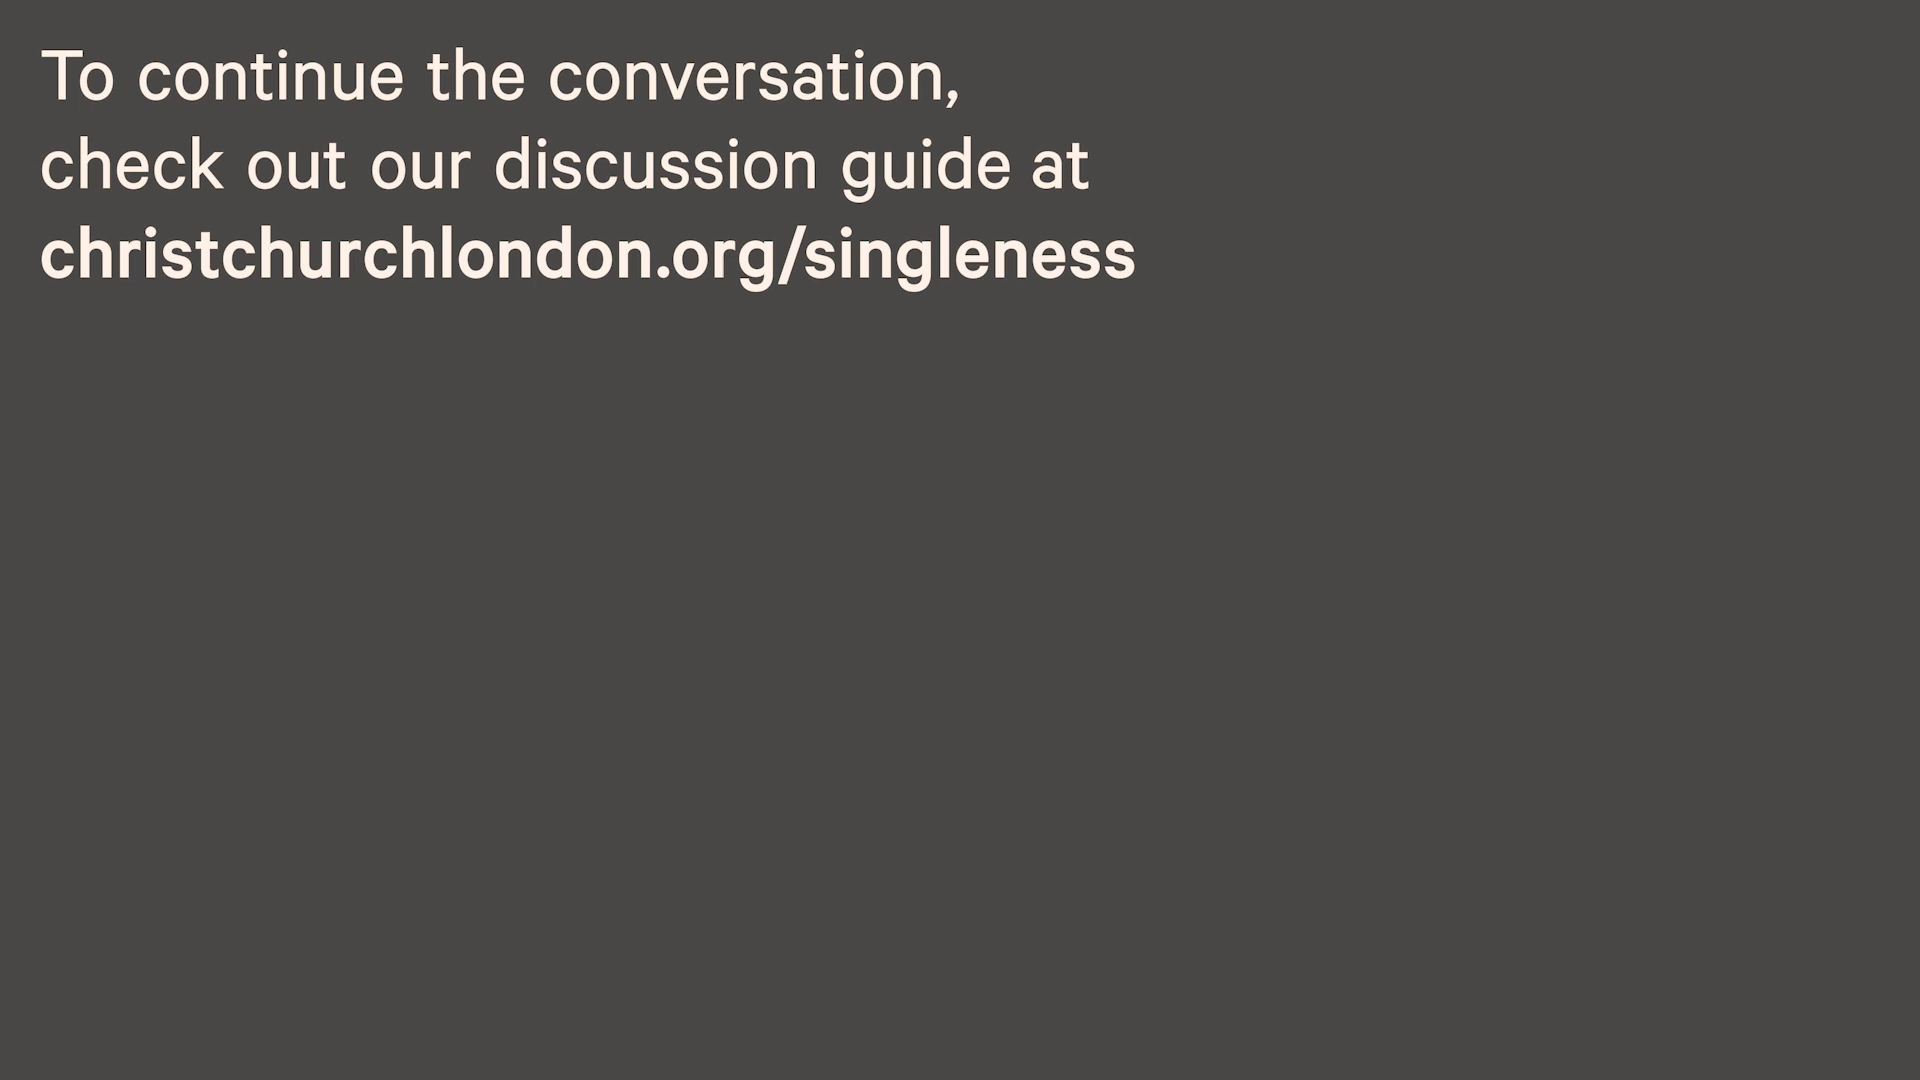 To continue the conversation,
check out our discussion guide at
christchurchlondon.org/singleness